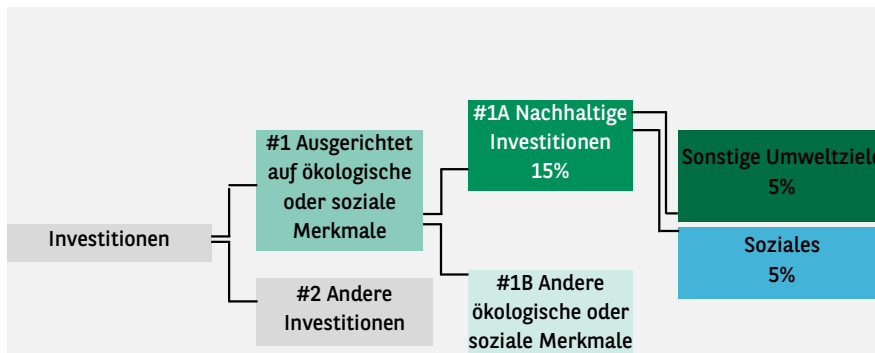 Investitionen
#1 Ausgerichtet
auf ökologische
oder soziale
Merkmale
#2 Andere
Investitionen
#1A Nachhaltige
Investitionen
15%
#1B Andere
ökologische oder
soziale Merkmale
Sonstige Umweltziele
5%
Soziales
5%